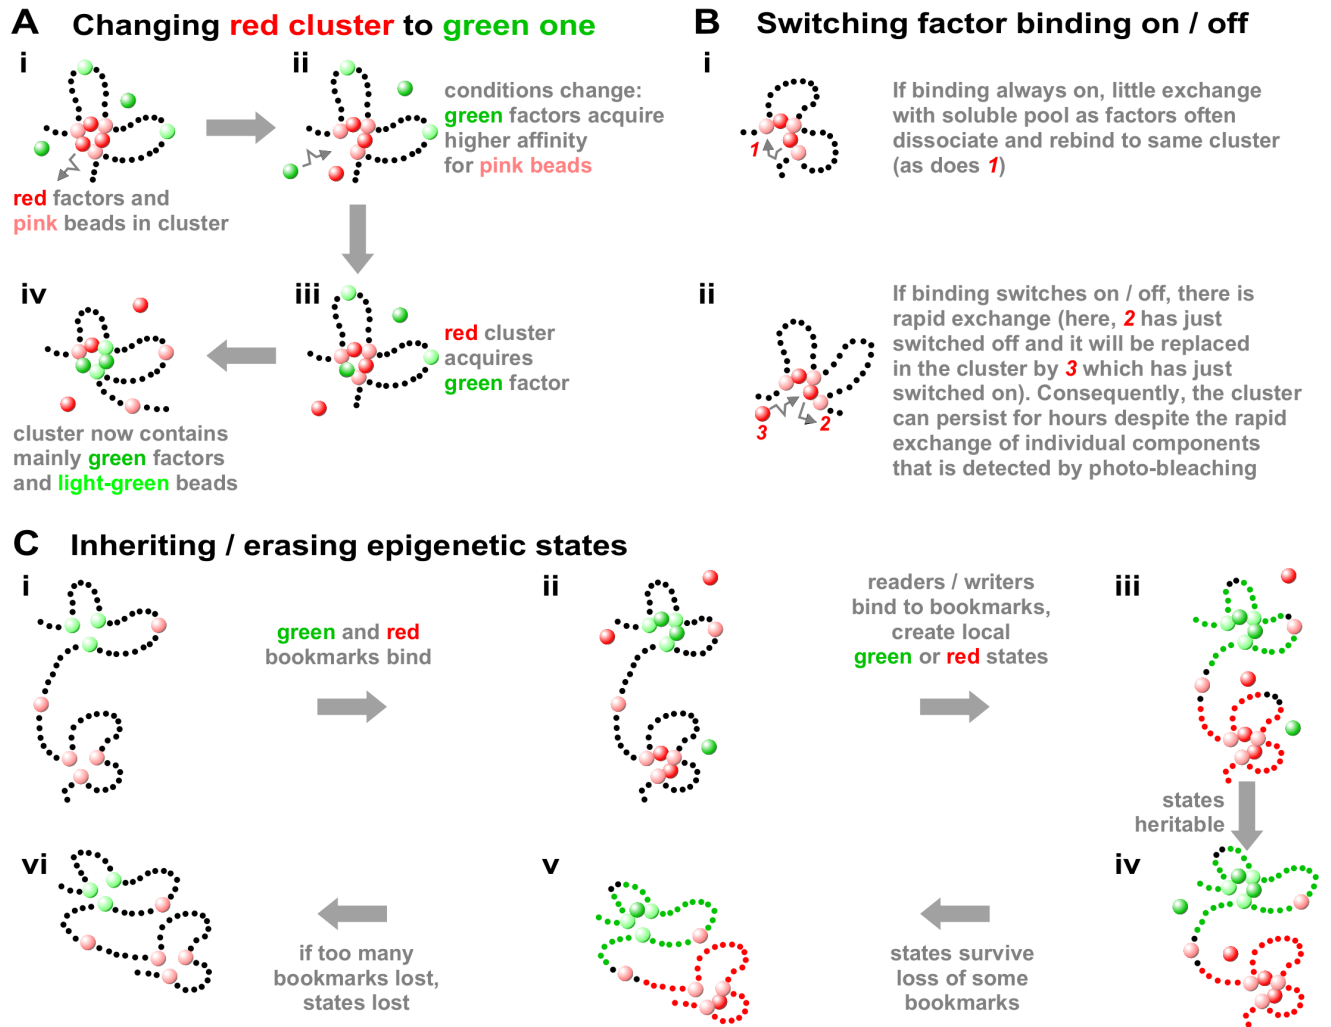 A Changing red cluster to green one
i
ii
conditions change:
green factors acquire
higher affinity
for pink beads
red factors and
pink beads in cluster
iv
iii
red cluster
acquires
green factor
cluster now contains
mainly green factors
and light-green beads
B Switching factor binding on / off
i
If binding always on, little exchange
with soluble pool as factors often
dissociate and rebind to same cluster
(as does 1)
1
ii
If binding switches on / off, there is
rapid exchange (here, 2 has just
switched off and it will be replaced
in the cluster by 3 which has just
switched on). Consequently, the cluster
can persist for hours despite the rapid
exchange of individual components
that is detected by photo-bleaching
3
2
C Inheriting / erasing epigenetic states
i
green and red
bookmarks bind
ii
readers / writers
bind to bookmarks,
create local
green or red states
iii
states
heritable
iv
states survive
loss of some
bookmarks
v
if too many
bookmarks lost,
states lost
vi